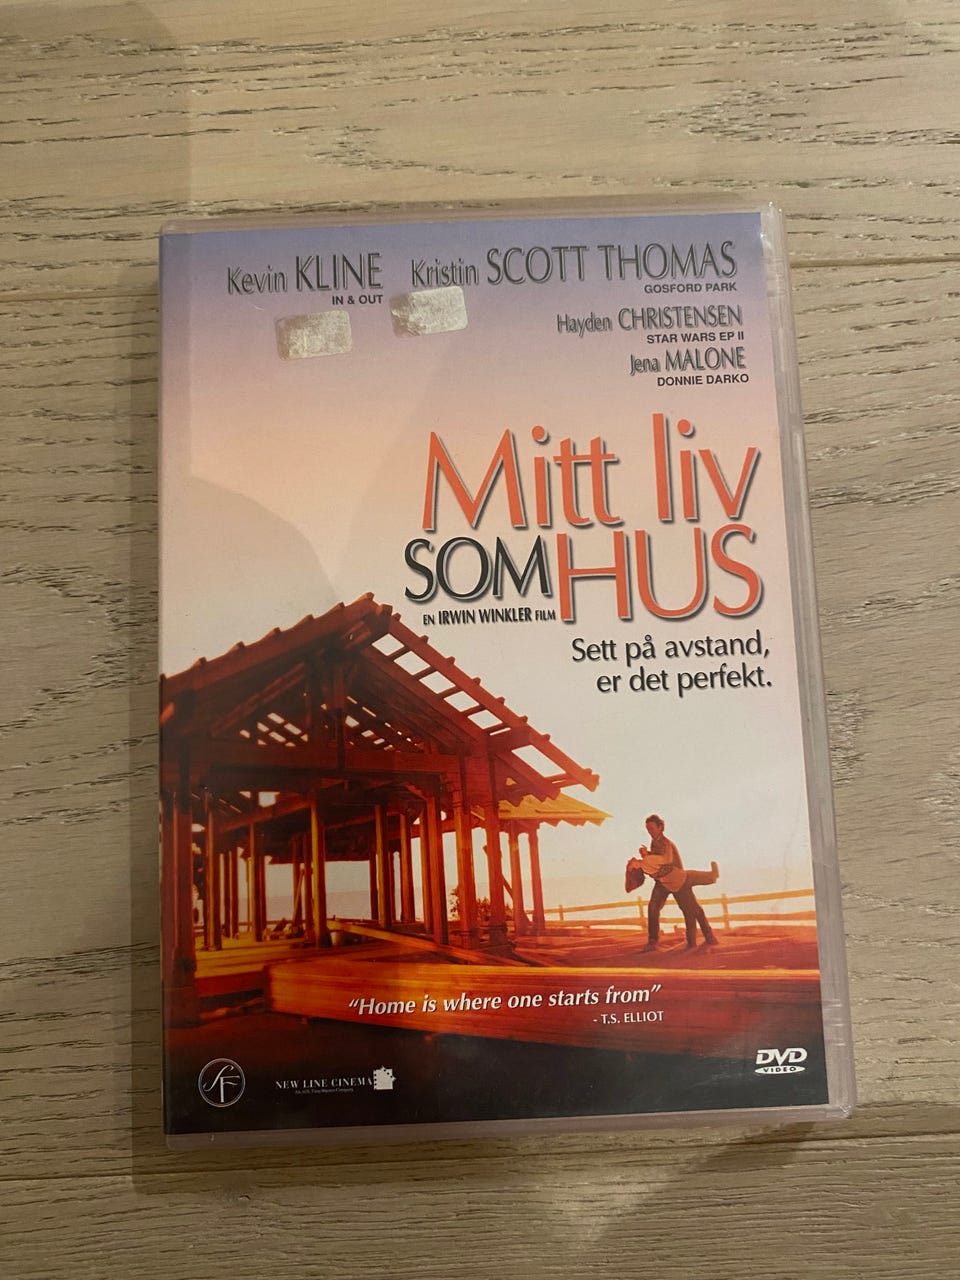 Kevin KLINE
IN & OUT
Kristin SCOTT THOMAS
GOSFORD PARK
Hayden CHRISTENSEN
STAR WARS EP II
Jena MALONE
DONNIE DARKO
Mitt liv
SOM HUS
EN IRWIN WINKLER FILM
Sett på avstand,
er det perfekt.
"Home is where one starts from"
- T.S. ELLIOT
SF
NEW LINE CINEMA
DVD
VIDEO